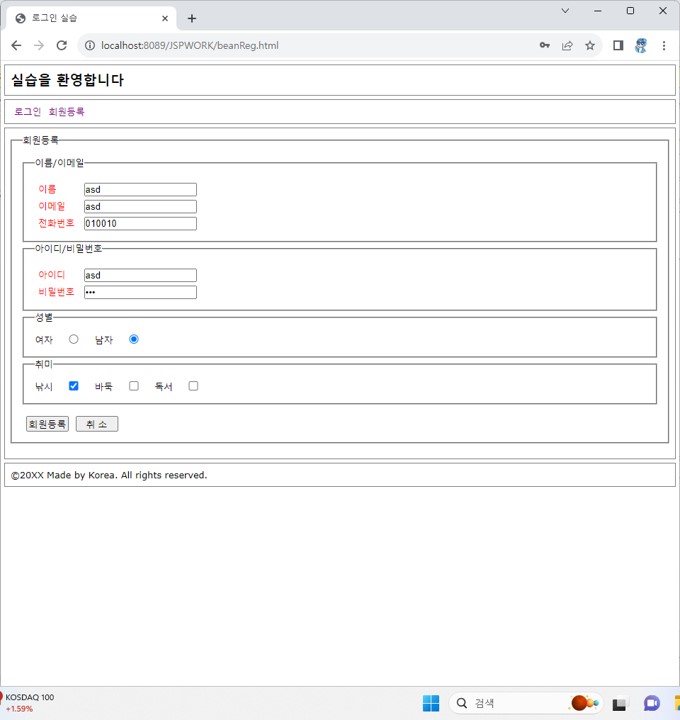 로그인 실습
localhost:8089/JSPWORK/beanReg.html
실습을 환영합니다
로그인 회원등록
회원등록
이름/이메일
이름 asd
이메일 asd
전화번호 010010
아이디/비밀번호
아이디 asd
비밀번호 •••
성별
여자 남자
취미
낚시 바둑 독서
회원등록 취 소
©20XX Made by Korea. All rights reserved.
KOSDAQ 100
+1.59%
검색